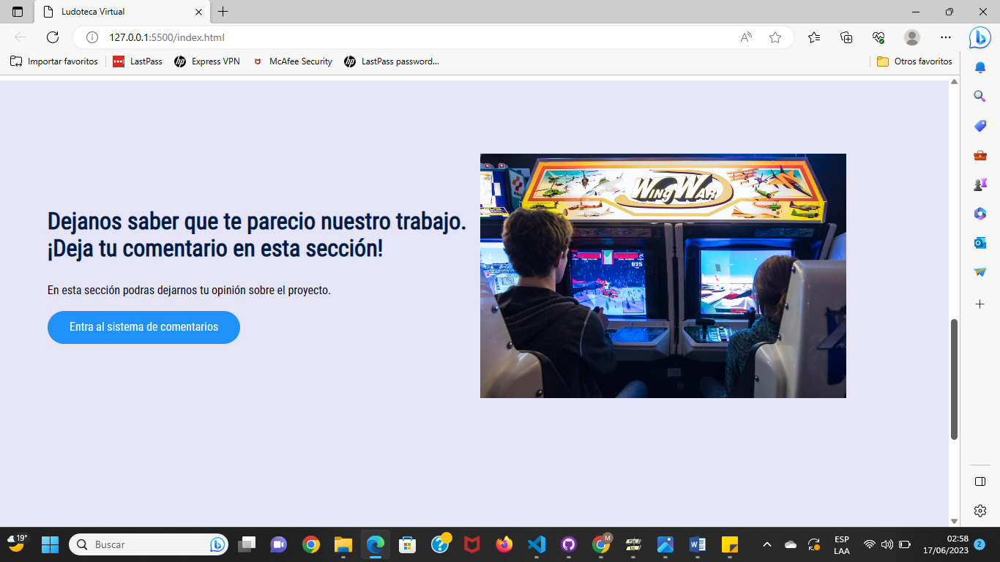 Ludoteca Virtual
127.0.0.1:5500/index.html
Importar favoritos
LastPass
Express VPN
McAfee Security
LastPass password...
Otros favoritos
WING WAR
Dejanos saber que te parecio nuestro trabajo.
¡Deja tu comentario en esta sección!
En esta sección podras dejarnos tu opinión sobre el proyecto.
Entra al sistema de comentarios
19°
Buscar
M
ESP
LAA
02:58
17/06/2023
2